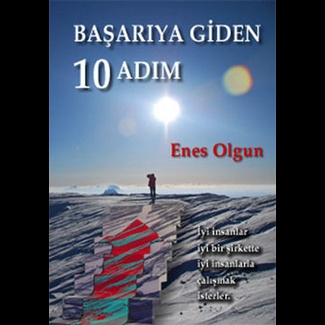 BAŞARIYA GİDEN
10 ADIM
Enes Olgun
İyi insanlar
iyi bir şirkette
iyi insanlarla
çalışmak
isterler.